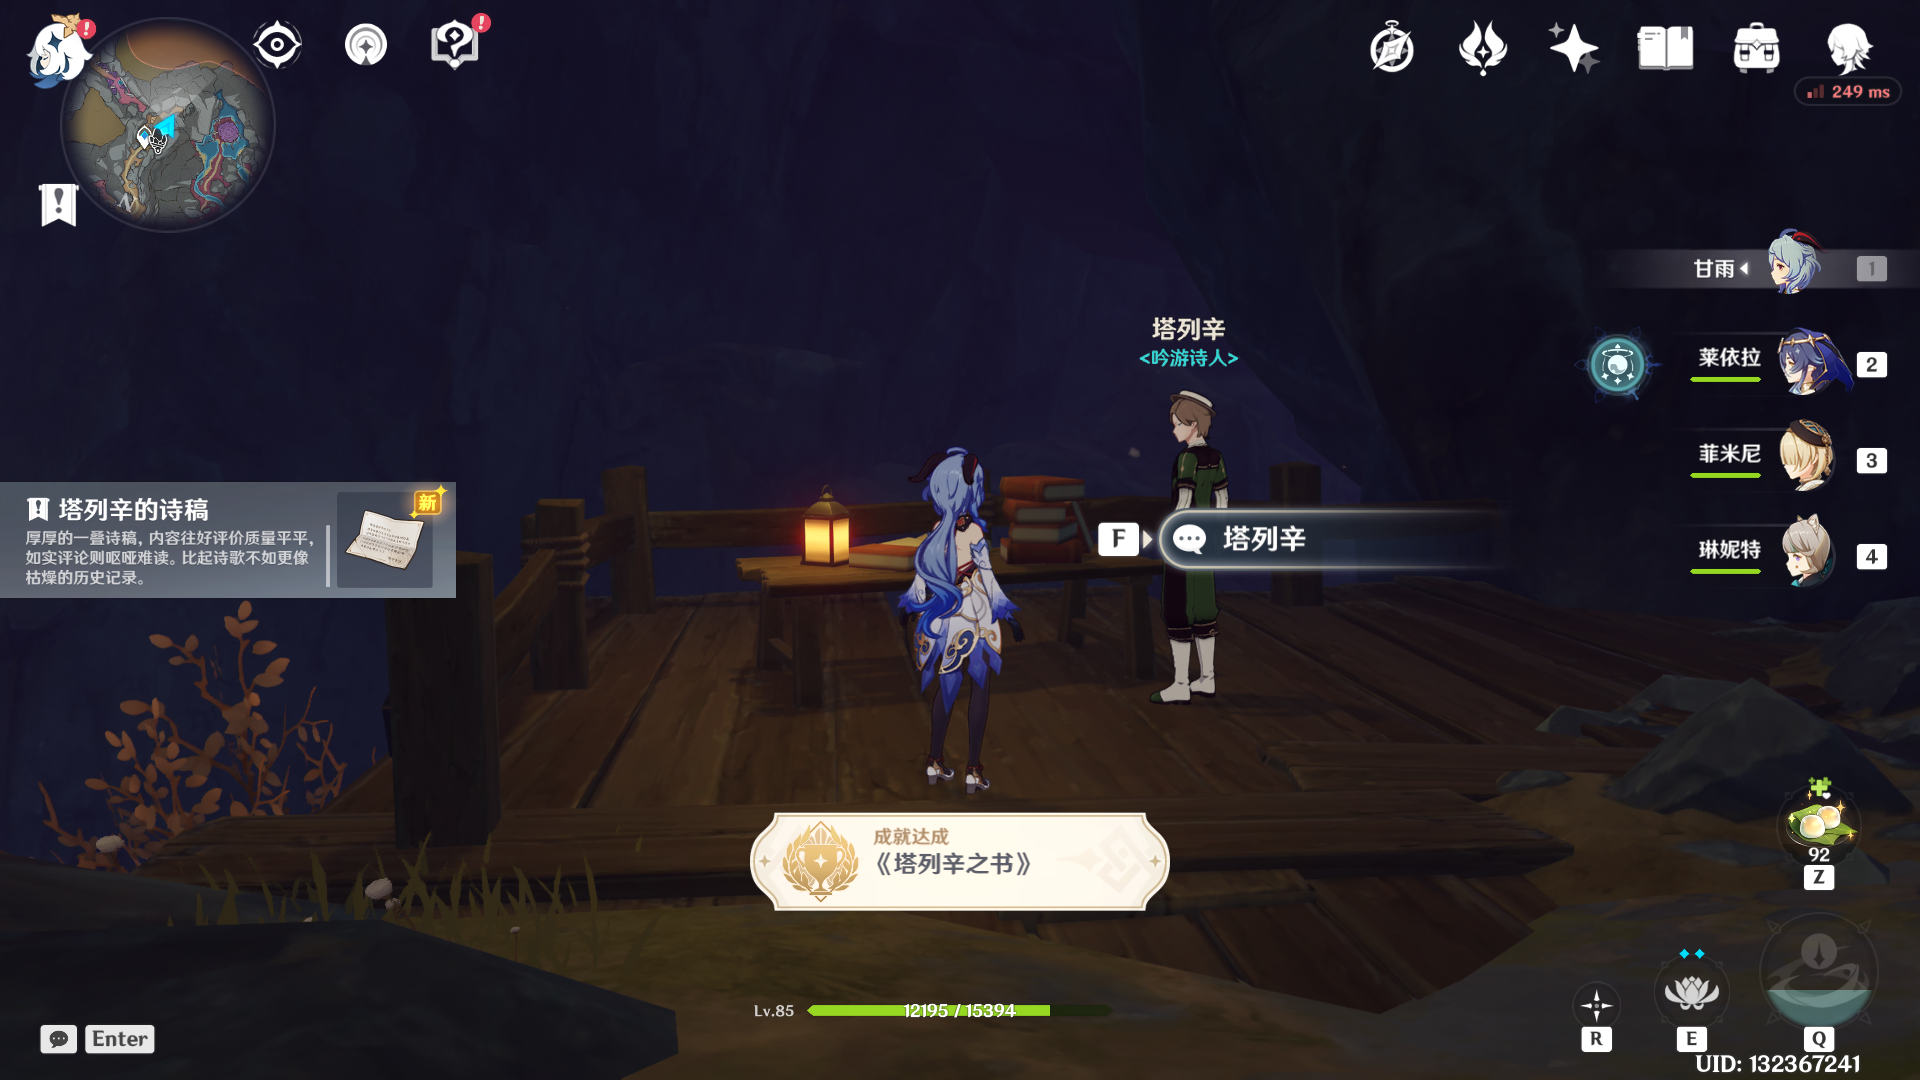 249 ms
甘雨
1
塔列辛
<吟游诗人>
莱依拉
2
菲米尼
3
琳妮特
4
塔列辛的诗稿
新
厚厚的一叠诗稿，内容往好评价质量平平，
如实评论则呕哑难读。比起诗歌不如更像
枯燥的历史记录。
F
塔列辛
成就达成
《塔列辛之书》
92
Z
Lv.85
12195 / 15394
Enter
R
E
Q
UID: 132367241
N